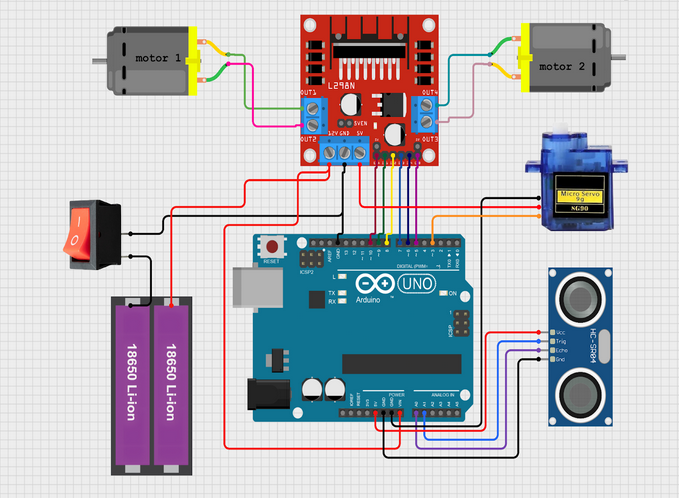 motor 1
motor 2
L298N
OUT1
OUT4
OUT2
OUT3
5VEN
12V GND 5V
I
O
Micro Servo
9g
SG90
RESET
ICSP2
AREF
GND
13
12
DIGITAL (PWM~)
L
TX
RX
Arduino
UNO
ON
ICSP
1
18650 Li-ion
18650 Li-ion
HC-SR04
Vcc
Trig
Echo
Gnd
POWER
ANALOG IN
IOREF
RESET
3V3
5V
GND
GND
VIN
A0
A1
A2
A3
A4
A5